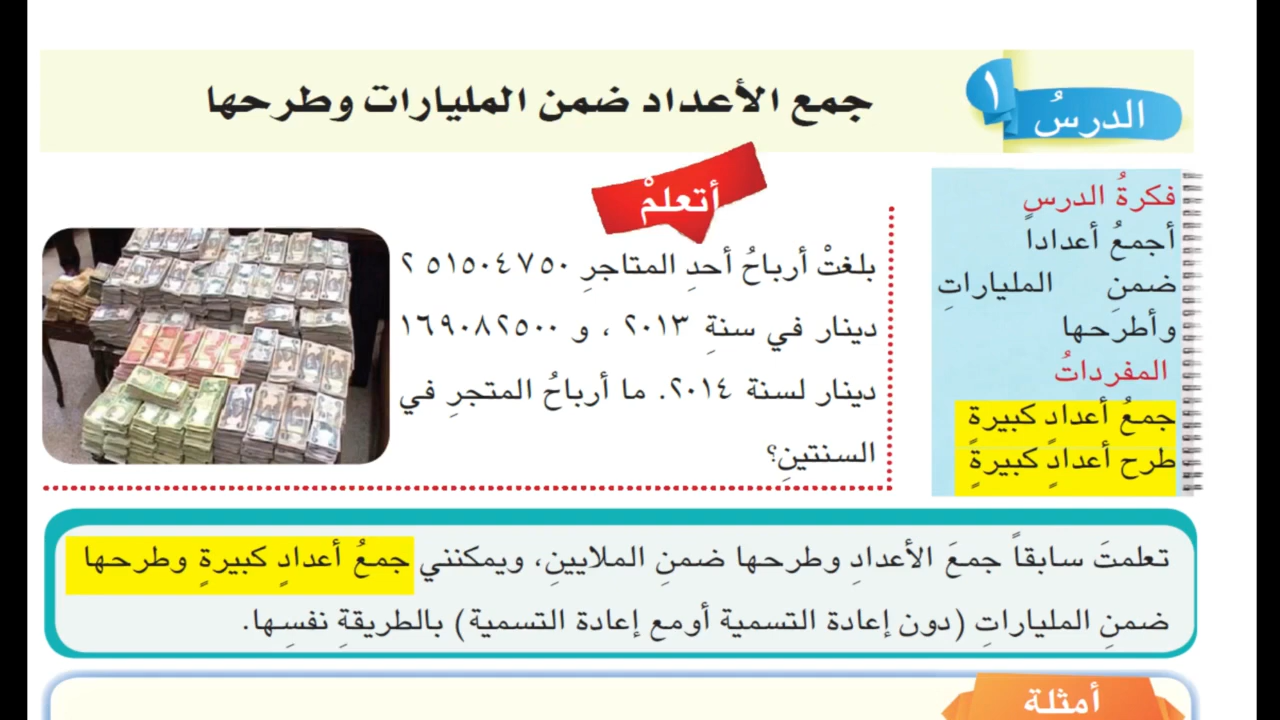 الدرسُ ١
جمع الأعداد ضمن المليارات وطرحها
فكرةُ الدرسِ
أجمعُ أعداداً
ضمنَ المليارات
وأطرحها
المفرداتُ
جمعُ أعدادٍ كبيرةٍ
طرح أعدادٍ كبيرةٍ
أتعلمْ
بلغتْ أرباحُ أحدِ المتاجرِ ٢٥١٥٠٤٧٥٠
دينار في سنةِ ٢٠١٣ ، و ١٦٩٠٨٢٥٠٠
دينار لسنة ٢٠١٤. ما أرباحُ المتجرِ في
السنتينِ؟
تعلمتَ سابقاً جمعَ الأعدادِ وطرحها ضمنِ الملايينِ، ويمكنني جمعُ أعدادٍ كبيرةٍ وطرحها
ضمنِ الملياراتِ (دون إعادة التسمية أومع إعادة التسمية) بالطريقةِ نفسِها.
أمثلة